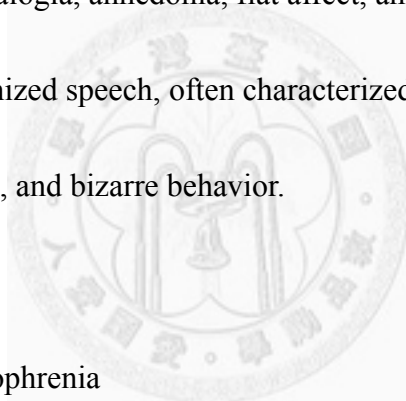 alogia, anhedonia, flat affect, an
nized speech, often characterized
, and bizarre behavior.
ophrenia